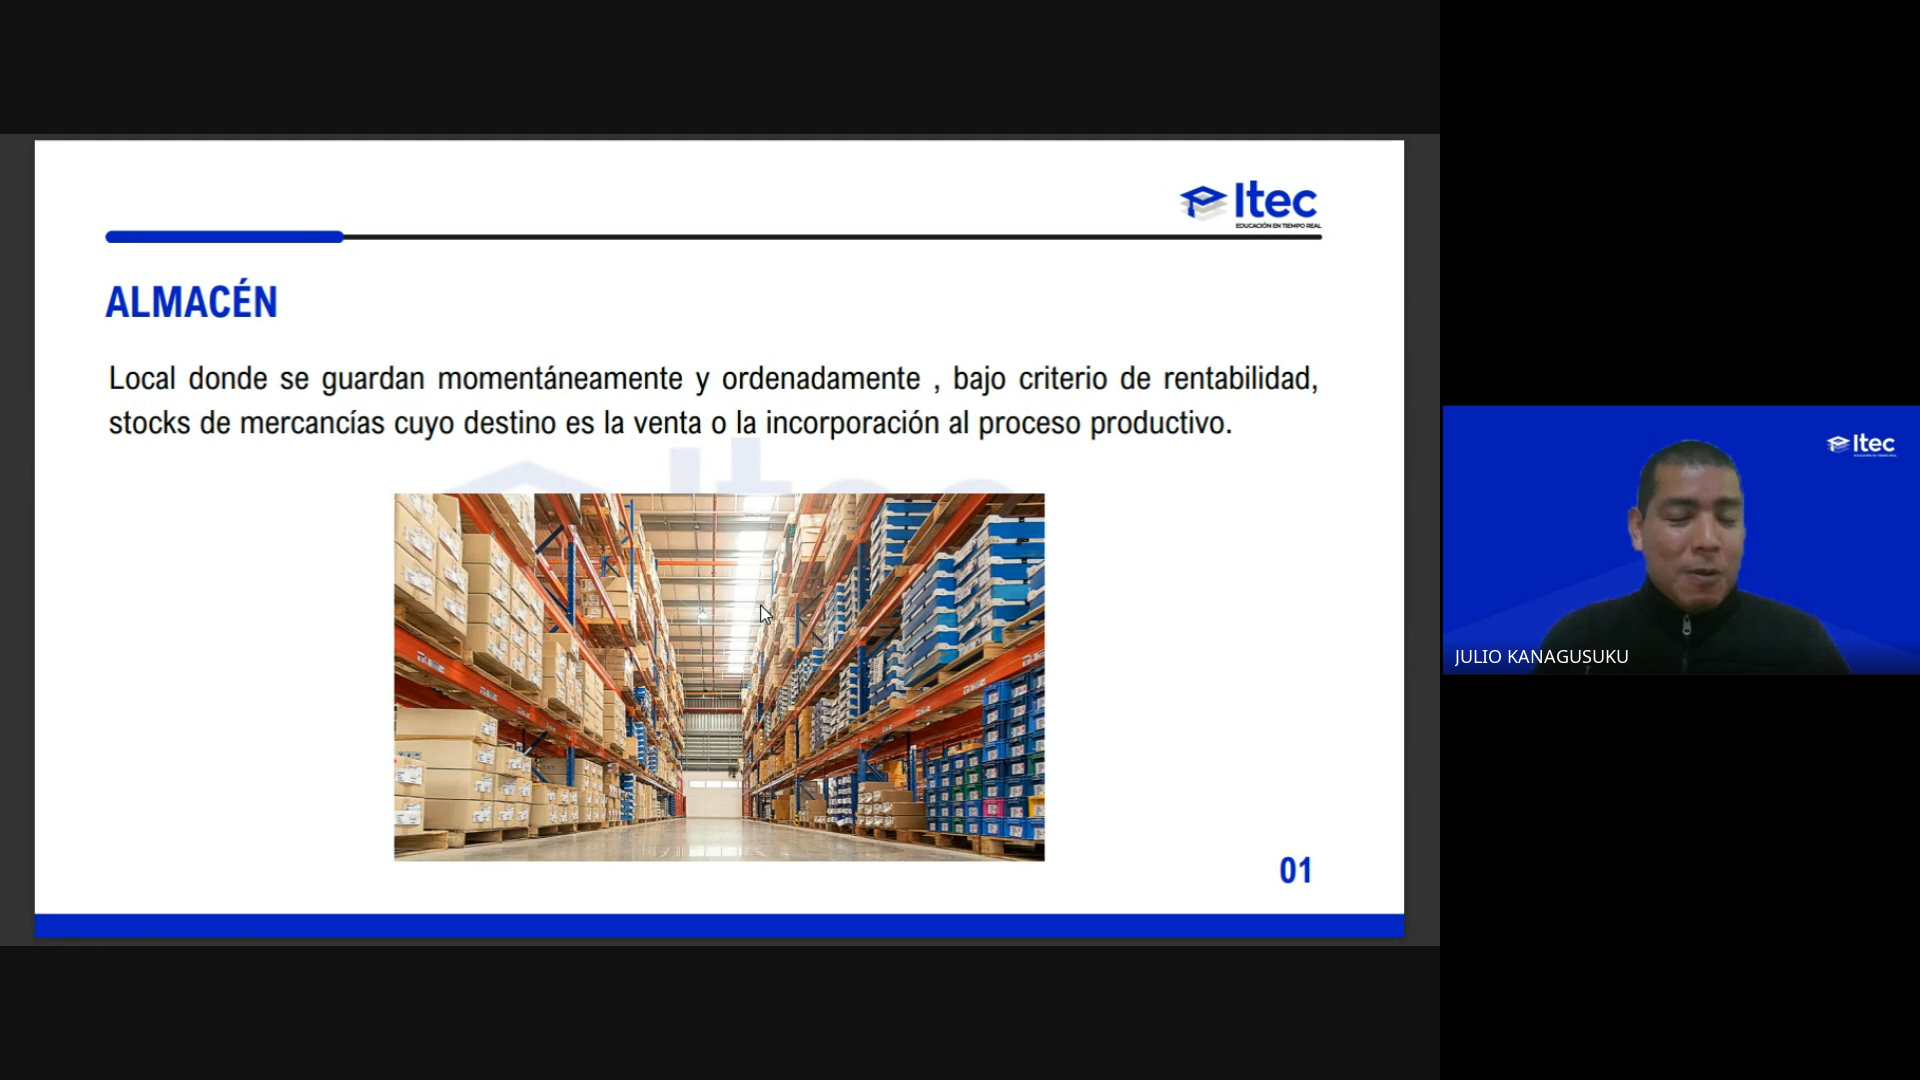 Itec
EDUCACIÓN EN TIEMPO REAL
ALMACÉN
Local donde se guardan momentáneamente y ordenadamente , bajo criterio de rentabilidad,
stocks de mercancías cuyo destino es la venta o la incorporación al proceso productivo.
Itec
01
Itec
JULIO KANAGUSUKU